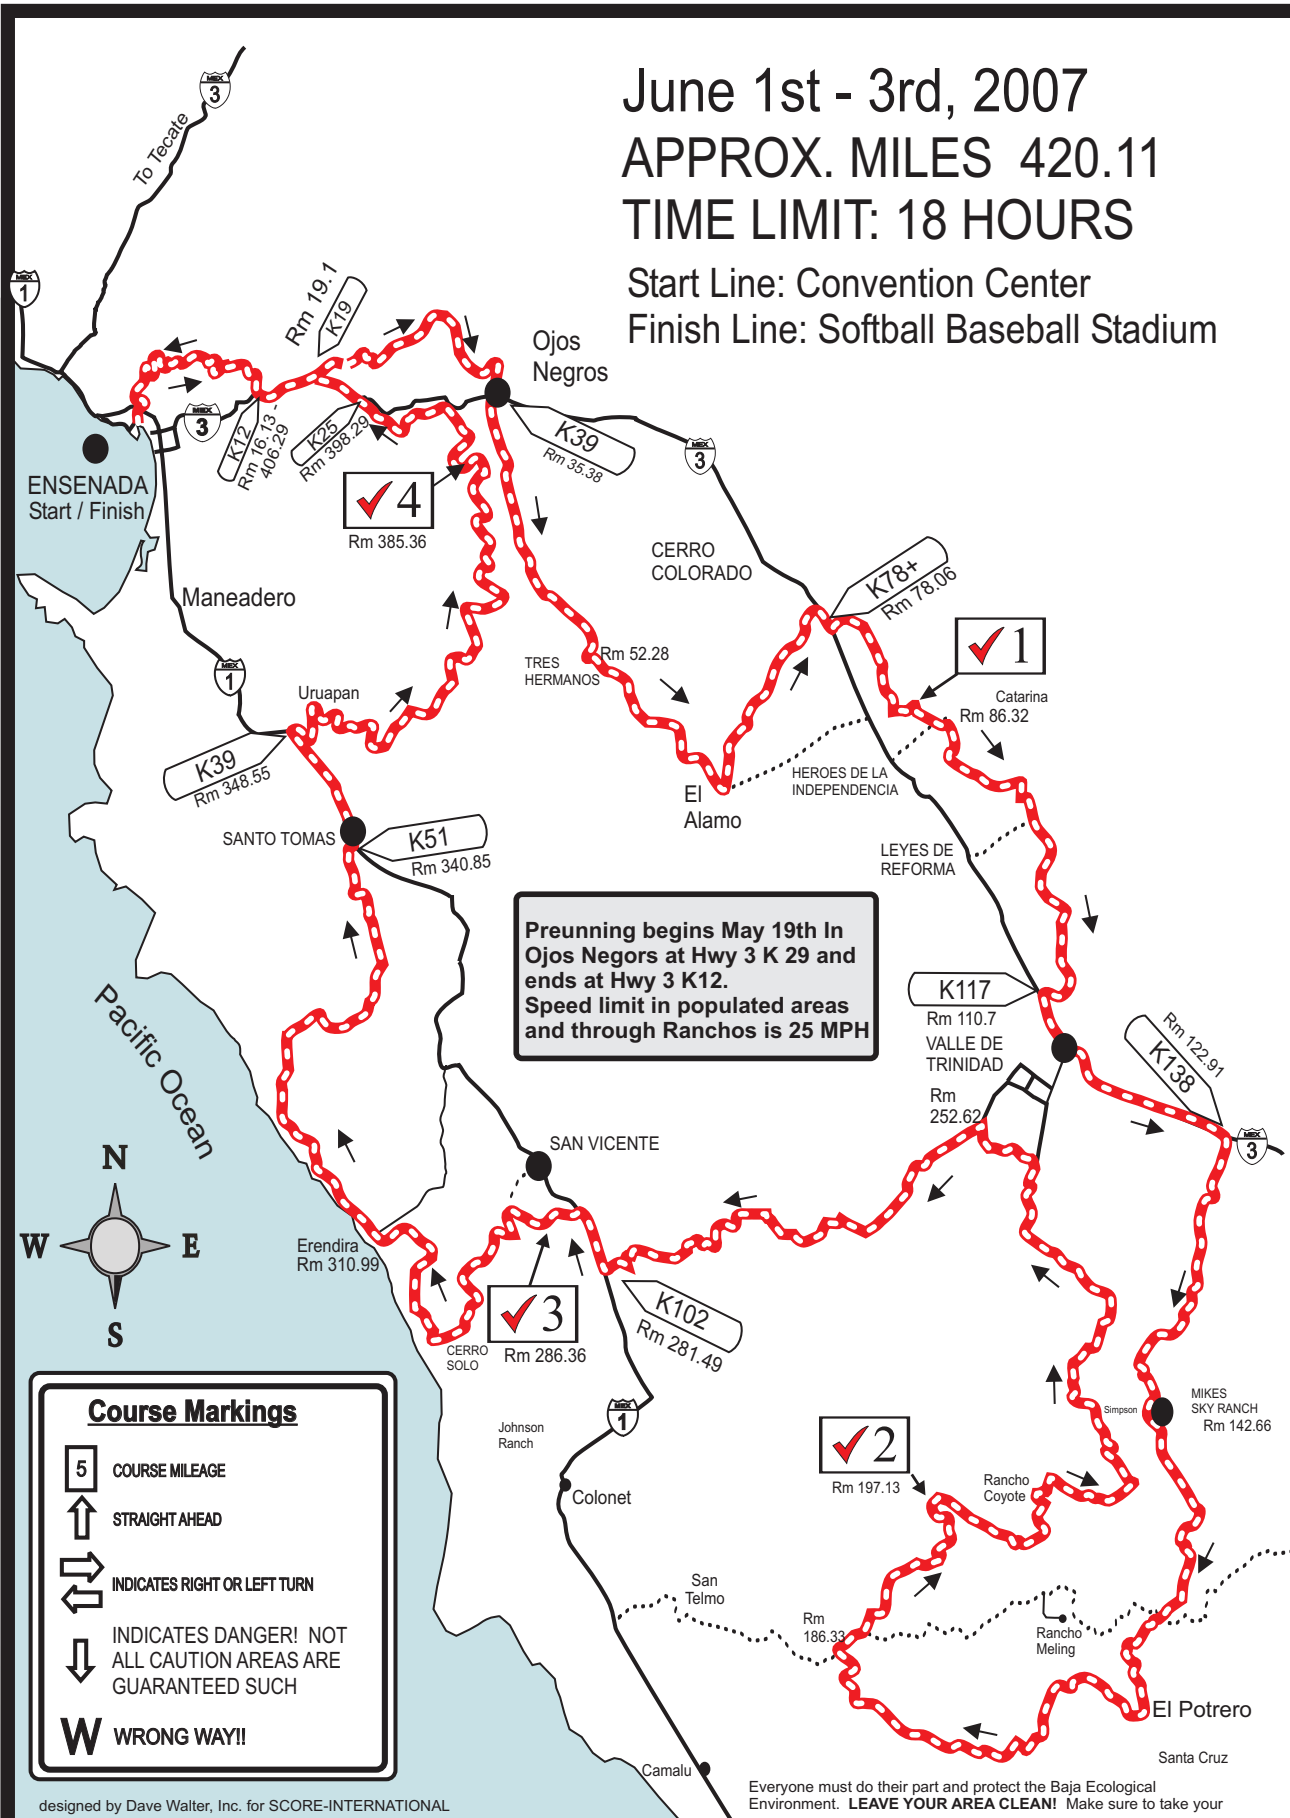 June 1st - 3rd, 2007
APPROX. MILES 420.11
TIME LIMIT: 18 HOURS
Start Line: Convention Center
Finish Line: Softball Baseball Stadium
MEX
3
To Tecate
MEX
1
Rm 19.1
K19
Ojos
Negros
MEX
3
K12
Rm 16.13 -
406.29
K25
Rm 398.29
K39
Rm 35.38
MEX
3
ENSENADA
Start / Finish
4
Rm 385.36
CERRO
COLORADO
K78+
Rm 78.06
Maneadero
1
TRES
HERMANOS
Rm 52.28
MEX
1
Uruapan
Catarina
Rm 86.32
K39
Rm 348.55
HEROES DE LA
INDEPENDENCIA
El
Alamo
SANTO TOMAS
K51
Rm 340.85
LEYES DE
REFORMA
Preunning begins May 19th In
Ojos Negors at Hwy 3 K 29 and
ends at Hwy 3 K12.
Speed limit in populated areas
and through Ranchos is 25 MPH
K117
Rm 110.7
VALLE DE
TRINIDAD
Rm 122.91
K138
Pacific Ocean
Rm
252.62
MEX
3
SAN VICENTE
N
W
E
S
Erendira
Rm 310.99
3
Rm 286.36
K102
Rm 281.49
CERRO
SOLO
MEX
1
Johnson
Ranch
Simpson
MIKES
SKY RANCH
Rm 142.66
2
Rm 197.13
Rancho
Coyote
Colonet
San
Telmo
Rm
186.33
Rancho
Meling
El Potrero
Santa Cruz
Camalu
Course Markings
5
COURSE MILEAGE
STRAIGHT AHEAD
INDICATES RIGHT OR LEFT TURN
INDICATES DANGER! NOT
ALL CAUTION AREAS ARE
GUARANTEED SUCH
W WRONG WAY!!
designed by Dave Walter, Inc. for SCORE-INTERNATIONAL
Everyone must do their part and protect the Baja Ecological
Environment. LEAVE YOUR AREA CLEAN! Make sure to take your